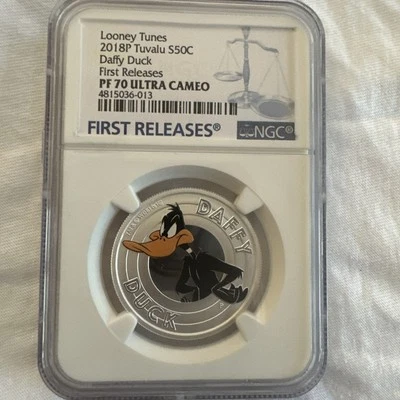 Looney Tunes
2018P Tuvalu S50C
Daffy Duck
First Releases
PF 70 ULTRA CAMEO
4815036-013
FIRST RELEASES®
NGC®
DAFFY
DUCK